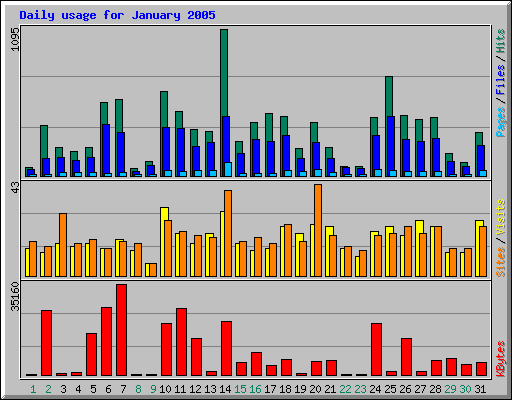 Daily usage for January 2005
1095
Pages / Files / Hits
43
Sites / Visits
35160
KBytes
1 2 3 4 5 6 7 8 9 10 11 12 13 14 15 16 17 18 19 20 21 22 23 24 25 26 27 28 29 30 31